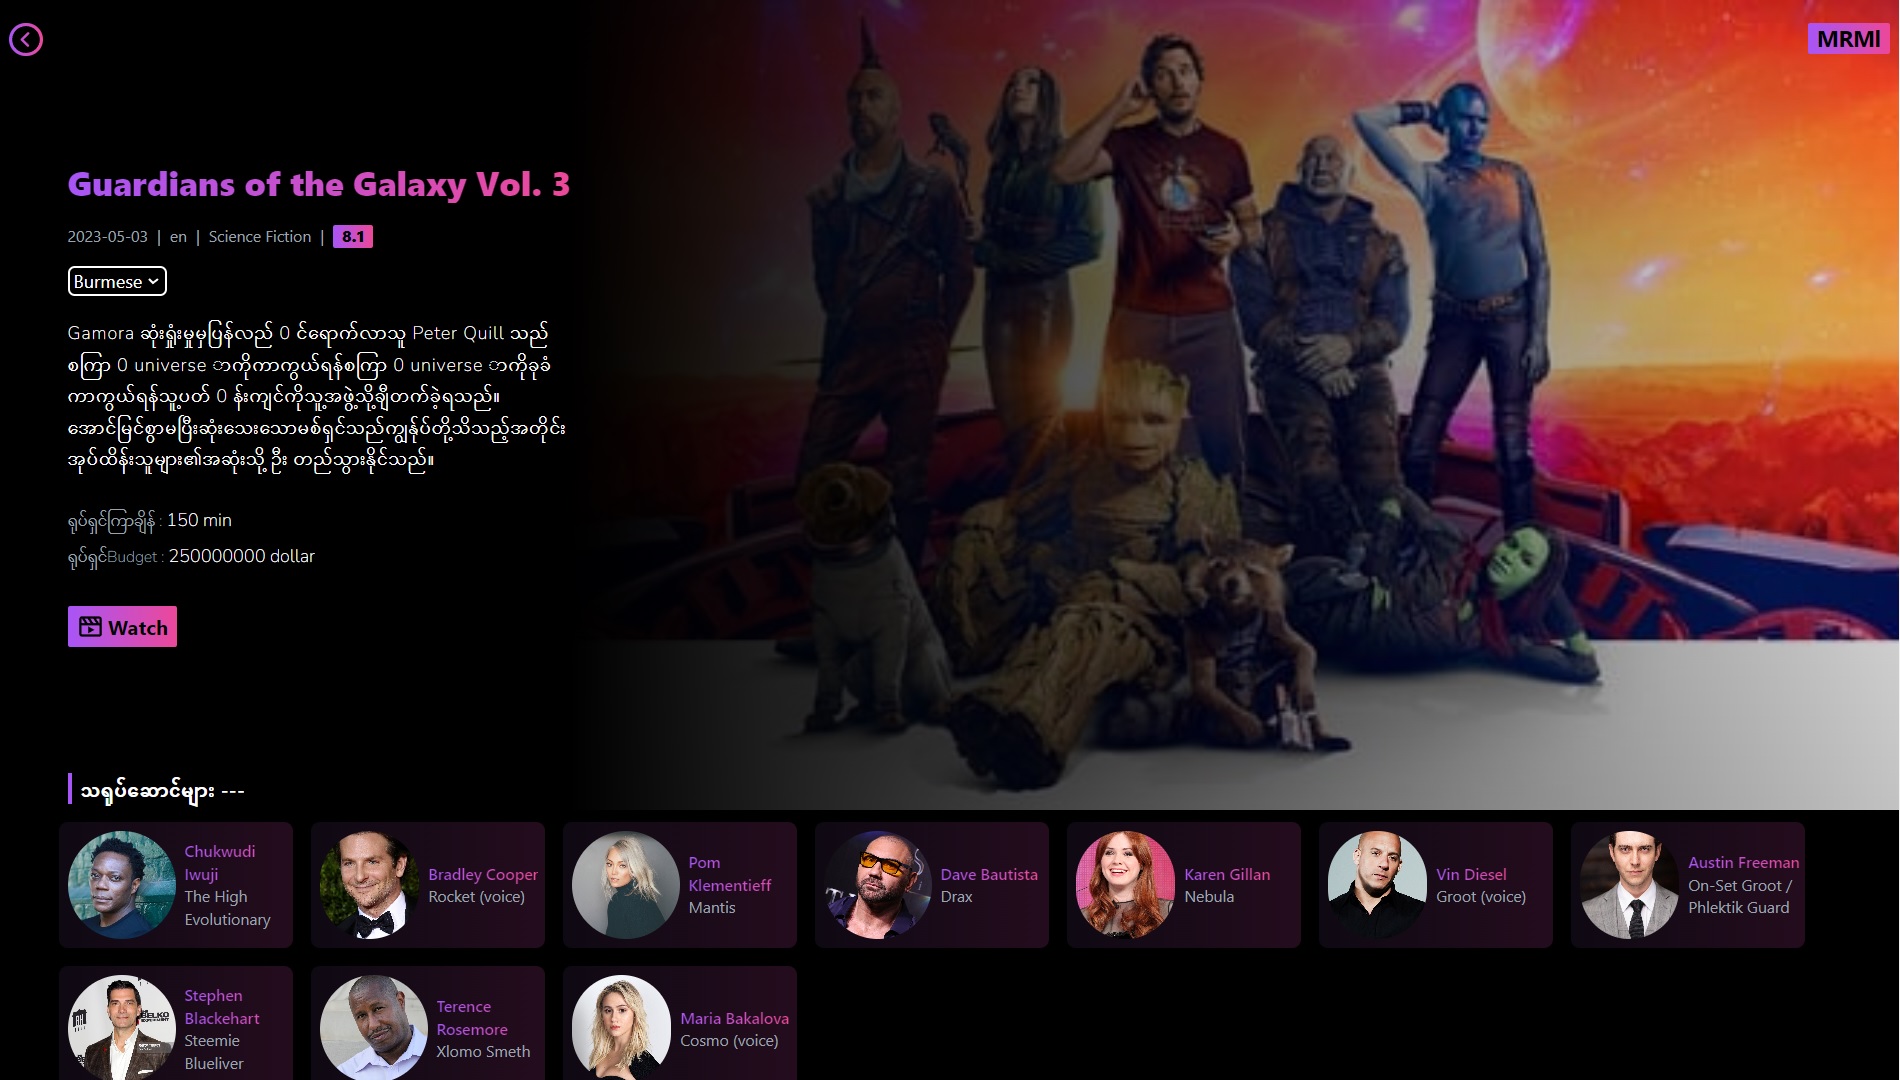 MRMI
Guardians of the Galaxy Vol. 3
2023-05-03 | en | Science Fiction | 8.1
Burmese
Gamora ဆုံးရှုံးမှုမှပြန်လည် 0 င်ရောက်လာသူ Peter Quill သည်
စကြာ 0 universe ာကိုကာကွယ်ရန်စကြာ 0 universe ာကိုခုခံ
ကာကွယ်ရန်သူ့ပတ် 0 န်းကျင်ကိုသူ့အဖွဲ့သို့ချီတက်ခဲ့ရသည်။
အောင်မြင်စွာမပြီးဆုံးသေးသောမစ်ရှင်သည်ကျွန်ုပ်တို့သိသည့်အတိုင်း
အုပ်ထိန်းသူများ၏အဆုံးသို့ ဦး တည်သွားနိုင်သည်။
ရုပ်ရှင်ကြာချိန် : 150 min
ရုပ်ရှင်Budget : 250000000 dollar
Watch
သရုပ်ဆောင်များ ---
Chukwudi
Iwuji
The High
Evolutionary
Bradley Cooper
Rocket (voice)
Pom
Klementieff
Mantis
Dave Bautista
Drax
Karen Gillan
Nebula
Vin Diesel
Groot (voice)
Austin Freeman
On-Set Groot /
Phlektik Guard
Stephen
Blackehart
Steemie
Blueliver
Terence
Rosemore
Xlomo Smeth
Maria Bakalova
Cosmo (voice)